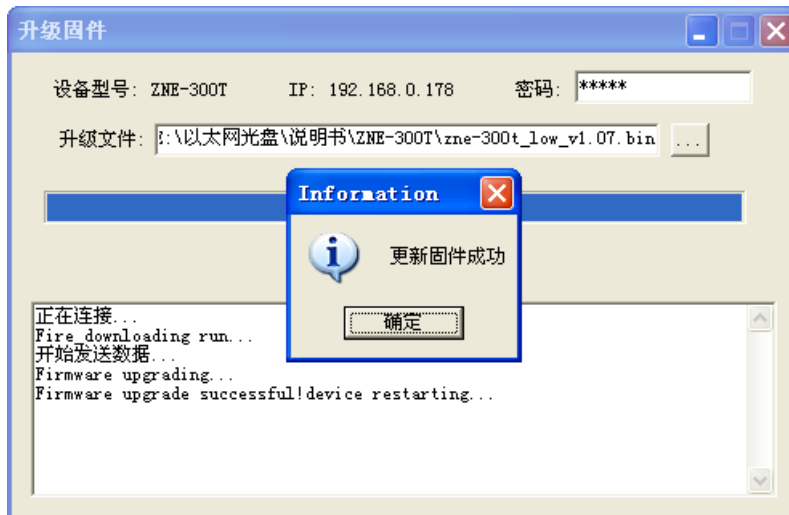 升级固件
设备型号: ZNE-300T IP: 192.168.0.178 密码: *****
升级文件: :\以太网光盘\说明书\ZNE-300T\zne-300t_low_v1.07.bin ...
Information
更新固件成功
确定
正在连接...
Fire_downloading run...
开始发送数据...
Firmware upgrading...
Firmware upgrade successful!device restarting...